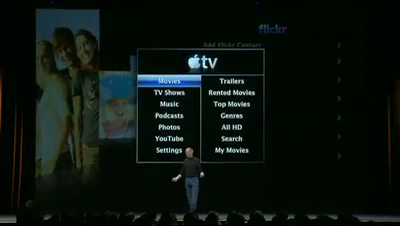 flickr
Add Flickr Contact
tv
Movies
TV Shows
Music
Podcasts
Photos
YouTube
Settings
Trailers
Rented Movies
Top Movies
Genres
All HD
Search
My Movies